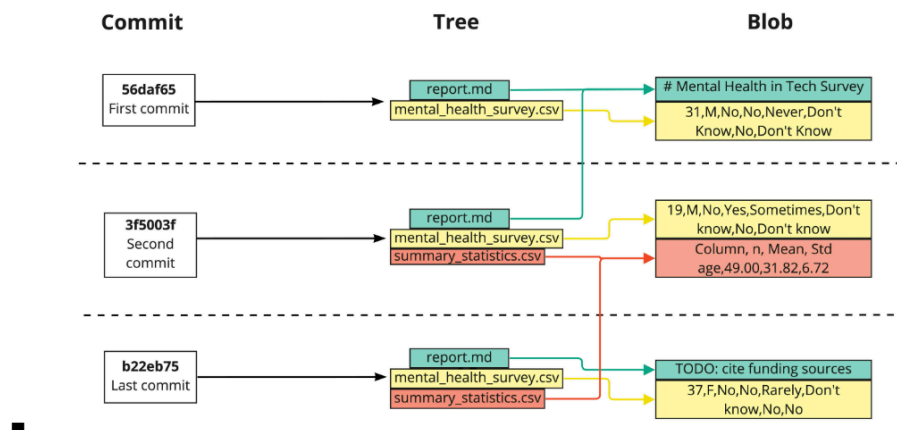 Commit
Tree
Blob
56daf65
First commit
report.md
mental_health_survey.csv
# Mental Health in Tech Survey
31,M,No,No,Never,Don't
Know,No,Don't Know
3f5003f
Second
commit
report.md
mental_health_survey.csv
summary_statistics.csv
19,M,No,Yes,Sometimes,Don't
know,No,Don't know
Column, n, Mean, Std
age,49.00,31.82,6.72
b22eb75
Last commit
report.md
mental_health_survey.csv
summary_statistics.csv
TODO: cite funding sources
37,F,No,No,Rarely,Don't
know,No,No